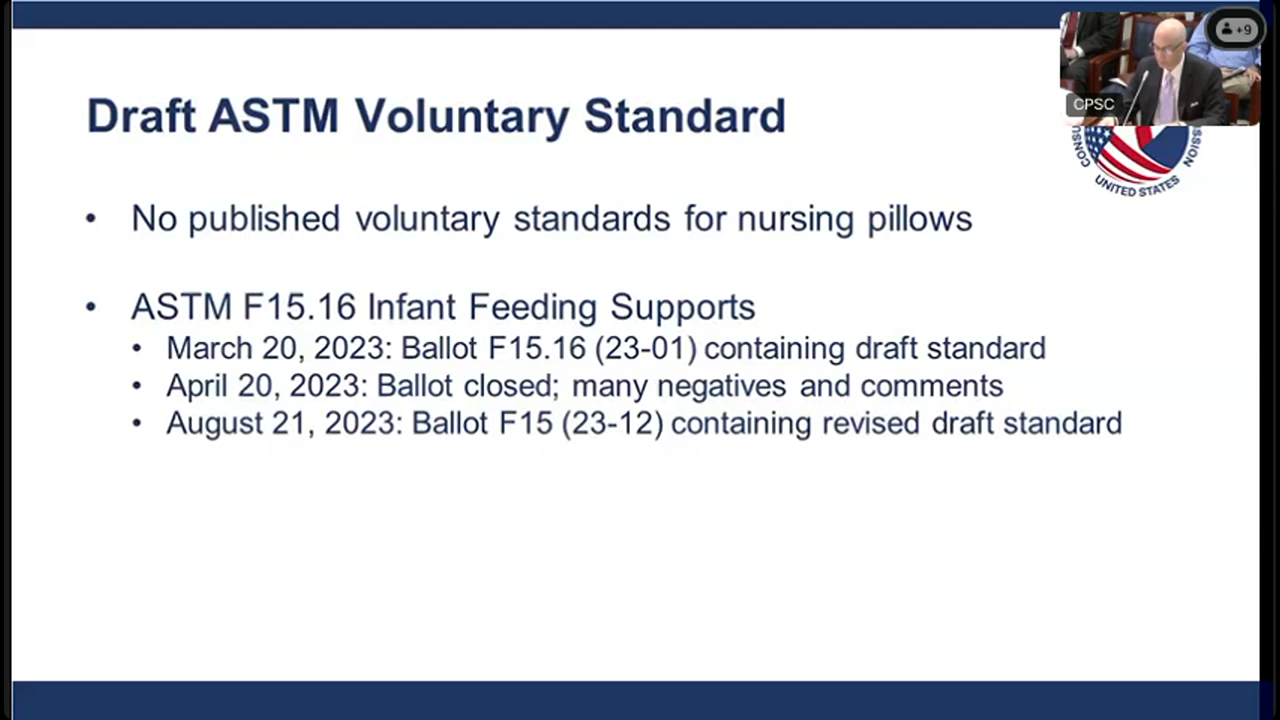 +9
CPSC
Draft ASTM Voluntary Standard
UNITED STATES
• No published voluntary standards for nursing pillows
• ASTM F15.16 Infant Feeding Supports
• March 20, 2023: Ballot F15.16 (23-01) containing draft standard
• April 20, 2023: Ballot closed; many negatives and comments
• August 21, 2023: Ballot F15 (23-12) containing revised draft standard